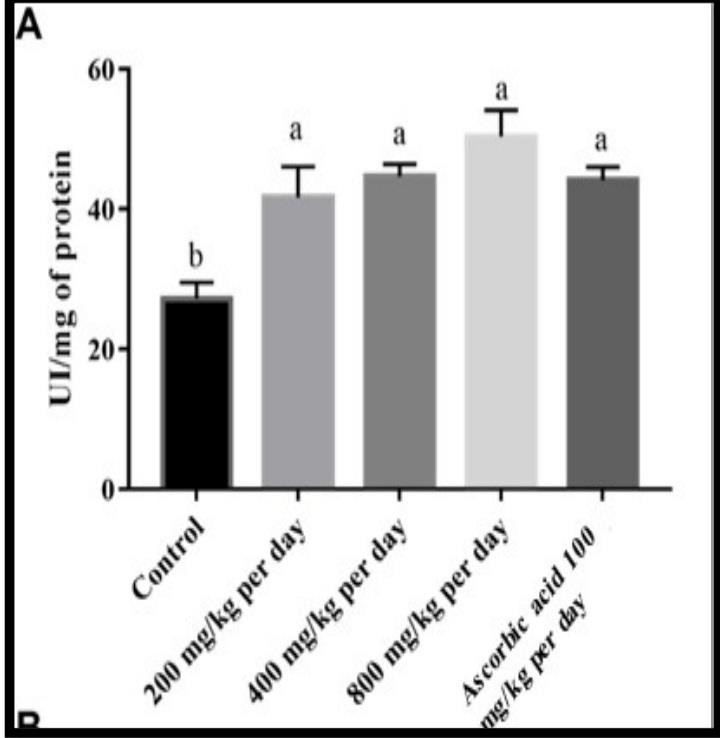 A
60
40
20
0
UI/mg of protein
b
a
a
a
a
Control
200 mg/kg per day
400 mg/kg per day
800 mg/kg per day
Ascorbic acid 100
mg/kg per day
B